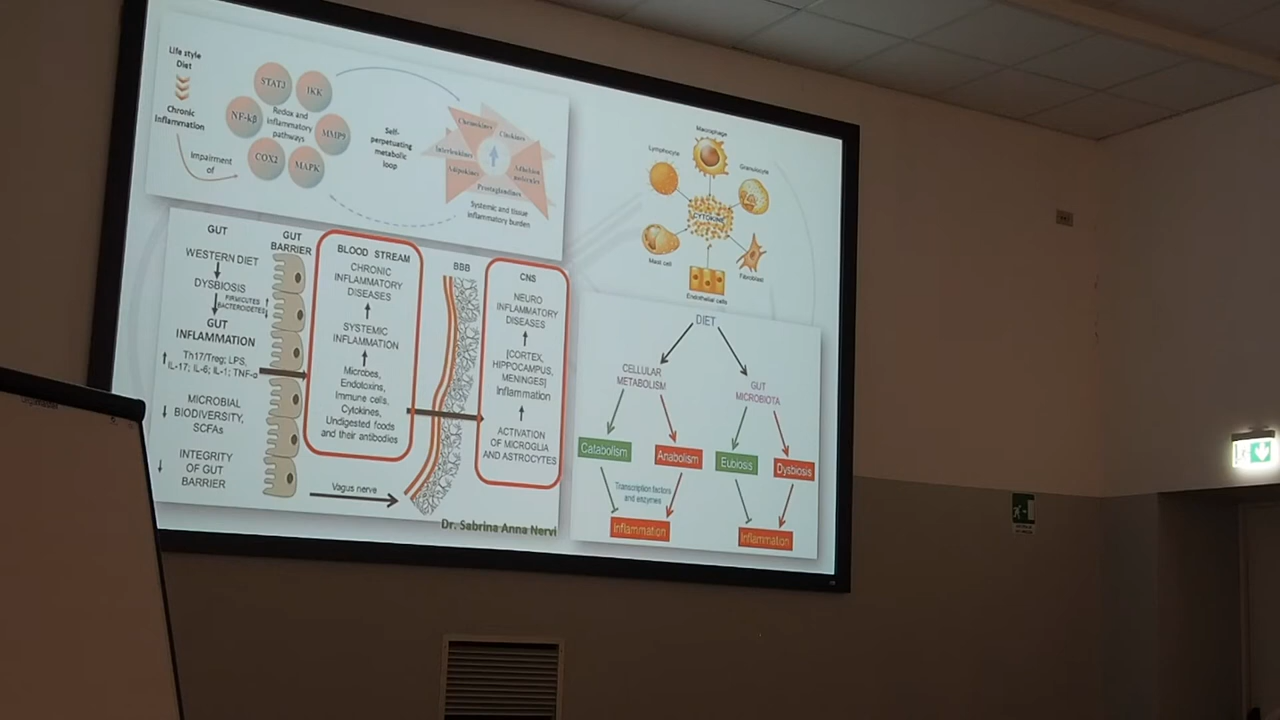 Life style
Diet
Chronic
Inflammation
Impairment
of
STAT3
IKK
NF-kβ
Redox and
inflammatory
pathways
MMP9
COX2
MAPK
Self-
perpetuating
metabolic
loop
Chemokines
Citokines
Interleukines
Adipokines
Adhesion
molecules
Prostaglandines
Systemic and tissue
inflammatory burden
Macrophage
Lymphocyte
Granulocyte
CYTOKINE
Mast cell
Fibroblast
Endothelial cells
GUT
WESTERN DIET
DYSBIOSIS
FIRMICUTES
BACTEROIDETES
GUT
INFLAMMATION
Th17/Treg; LPS,
IL-17; IL-6; IL-1; TNF-α
MICROBIAL
BIODIVERSITY,
SCFAs
INTEGRITY
OF GUT
BARRIER
GUT
BARRIER
BLOOD STREAM
CHRONIC
INFLAMMATORY
DISEASES
SYSTEMIC
INFLAMMATION
Microbes,
Endoloxins,
Immune cells,
Cytokines,
Undigested foods
and their antibodies
Vagus nerve
BBB
CNS
NEURO
INFLAMMATORY
DISEASES
[CORTEX,
HIPPOCAMPUS,
MENINGES]
Inflammation
ACTIVATION
OF MICROGLIA
AND ASTROCYTES
Dr. Sabrina Anna Nervi
DIET
CELLULAR
METABOLISM
GUT
MICROBIOTA
Catabolism
Anabolism
Eubiosis
Dysbiosis
Transcription factors
and enzymes
Inflammation
Inflammation